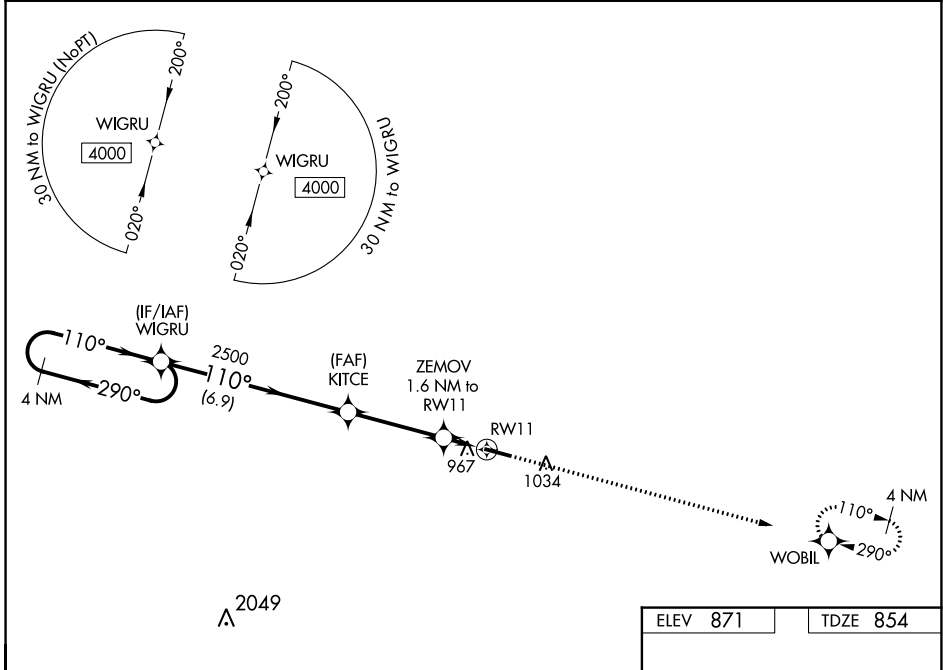 30 NM to WIGRU (NoPT)
200°
WIGRU
4000
020°
200°
WIGRU
4000
020°
30 NM to WIGRU
(IF/IAF)
WIGRU
110°
290°
4 NM
2500
110°
(6.9)
(FAF)
KITCE
ZEMOV
1.6 NM to
RW11
RW11
967
1034
4 NM
110°
290°
WOBIL
2049
ELEV 871
TDZE 854